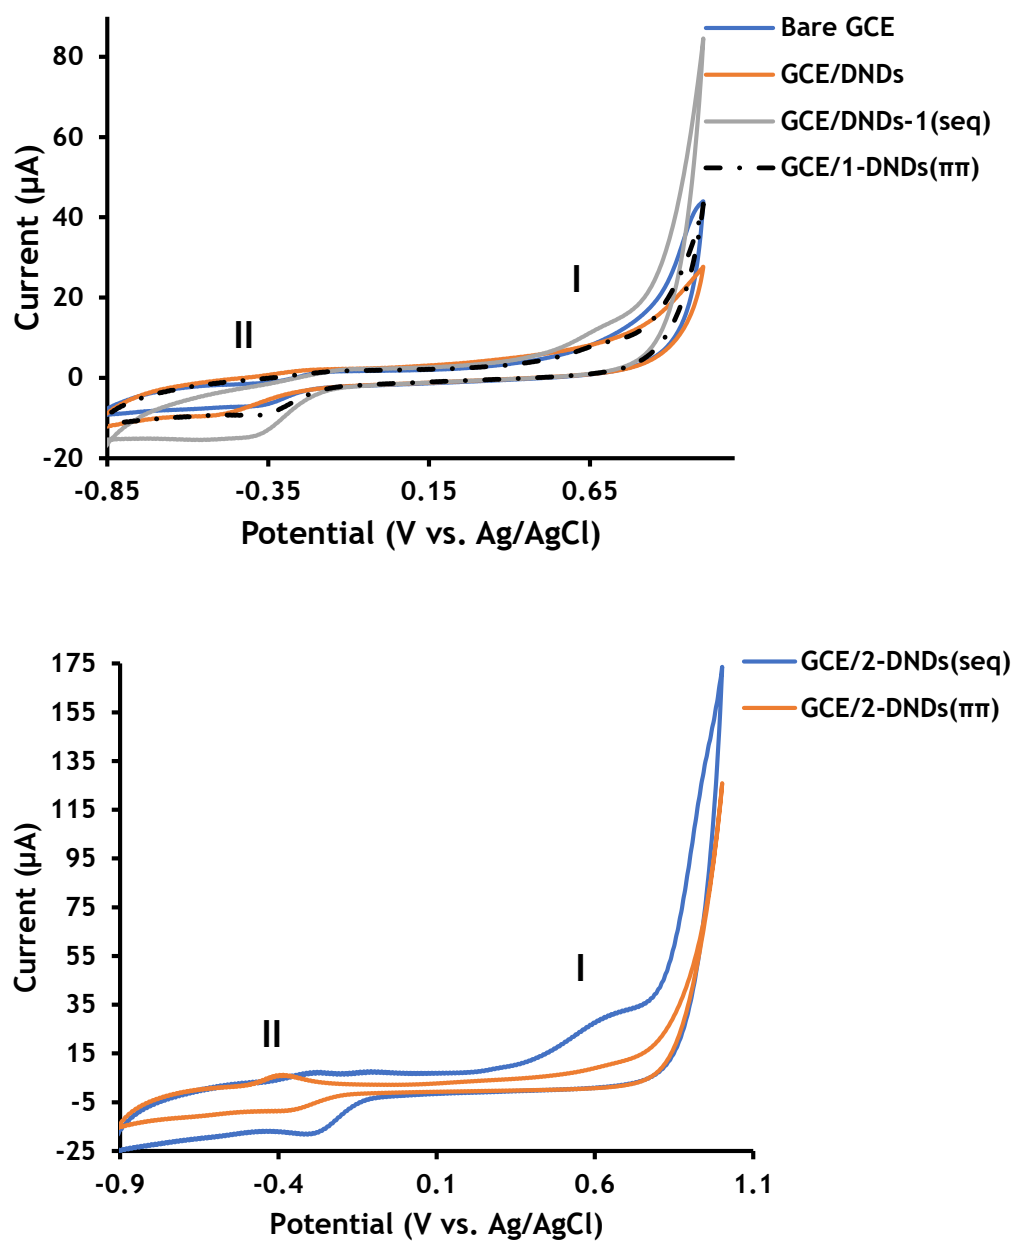 Bare GCE
GCE/DNDs
GCE/DNDs-1(seq)
GCE/1-DNDs(ππ)
80
60
40
20
0
-20
Current (µA)
I
II
-0.85
-0.35
0.15
0.65
Potential (V vs. Ag/AgCl)
GCE/2-DNDs(seq)
GCE/2-DNDs(ππ)
175
155
135
115
95
75
55
35
15
-5
-25
Current (µA)
I
II
-0.9
-0.4
0.1
0.6
1.1
Potential (V vs. Ag/AgCl)